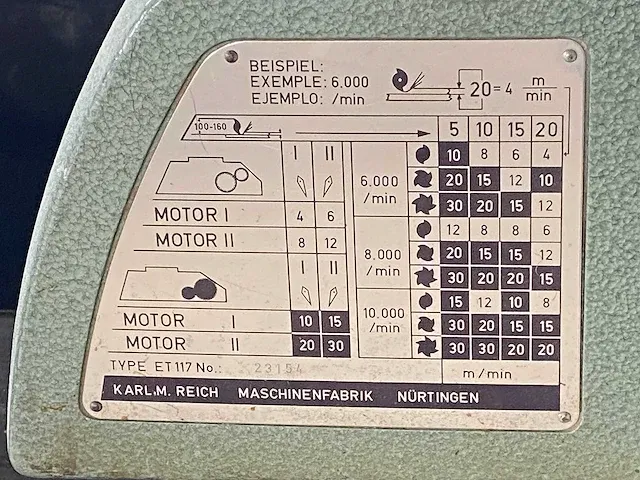 BEISPIEL:
EXEMPLE: 6,000
EJEMPLO: /min
20 = 4 m/min
100-160
5 10 15 20
I II
6,000 /min
10 8 6 4
20 15 12 10
30 20 15 12
MOTOR I 4 6
MOTOR II 8 12
8,000 /min
12 8 8 6
20 15 15 12
30 20 20 15
I II
10,000 /min
15 12 10 8
30 20 15 15
30 30 20 20
MOTOR I 10 15
MOTOR II 20 30
TYPE ET117 No.: 23154
m/min
KARL.M. REICH MASCHINENFABRIK NÜRTINGEN